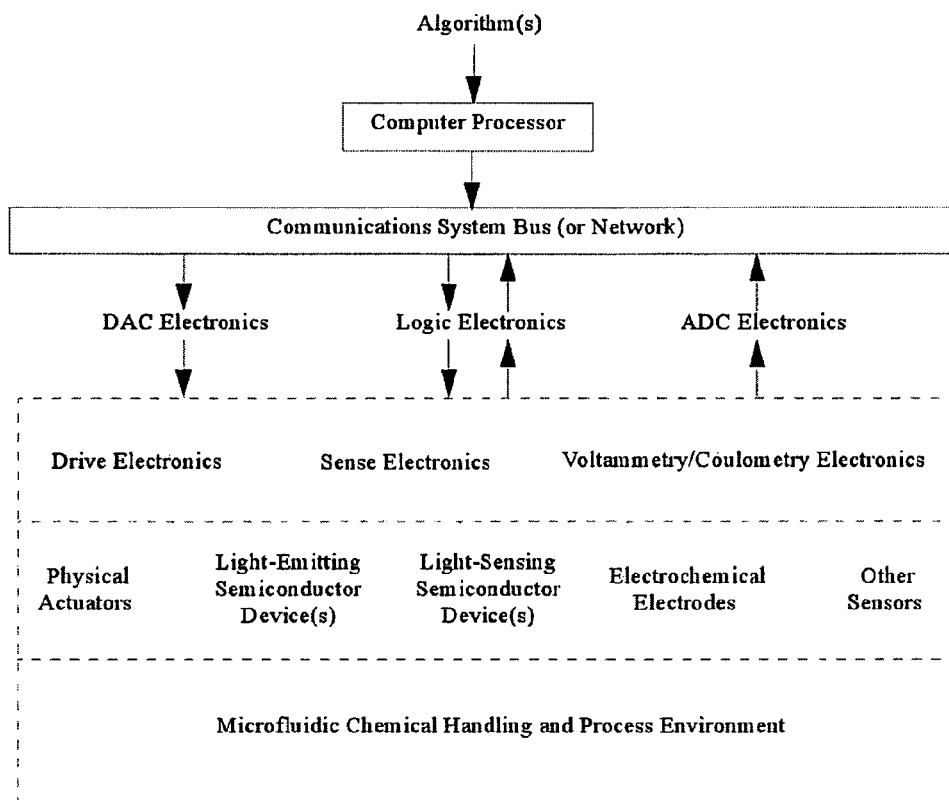 Algorithm(s)
Computer Processor
Communications System Bus (or Network)
DAC Electronics
Logic Electronics
ADC Electronics
Drive Electronics
Sense Electronics
Voltammetry/Coulometry Electronics
Physical
Actuators
Light-Emitting
Semiconductor
Device(s)
Light-Sensing
Semiconductor
Device(s)
Electrochemical
Electrodes
Other
Sensors
Microfluidic Chemical Handling and Process Environment